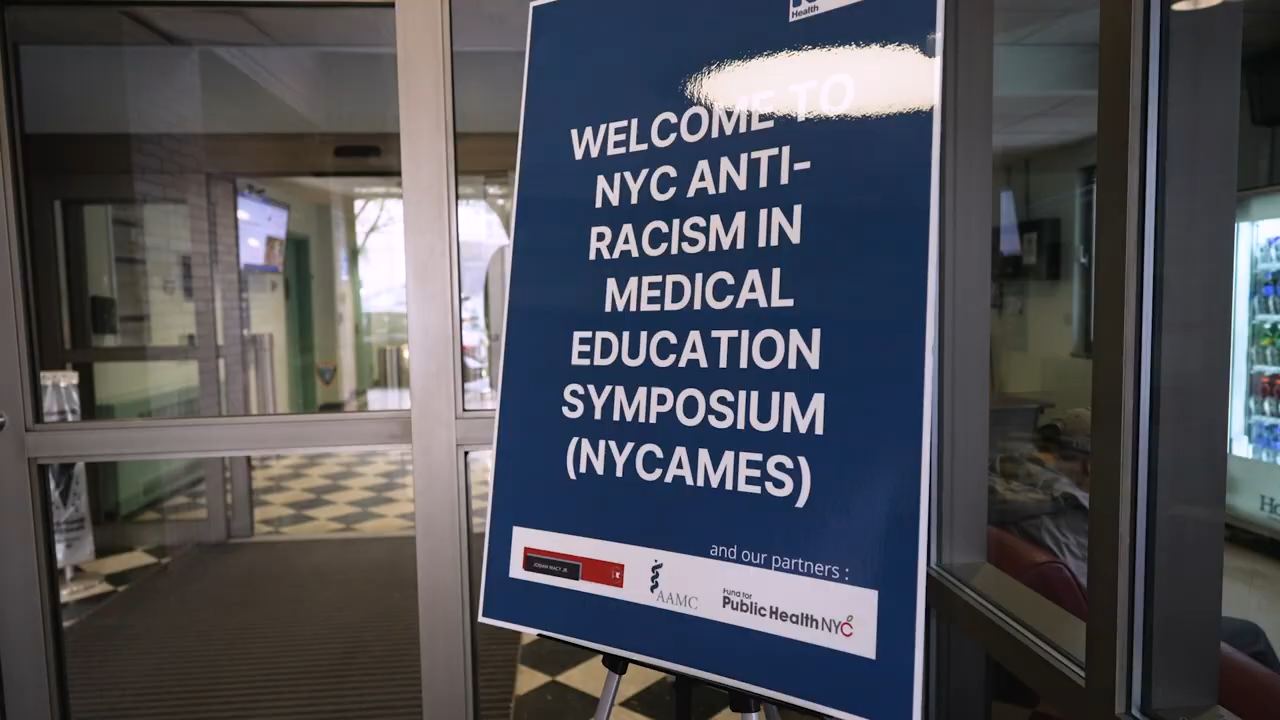 Health
WELCOME TO
NYC ANTI-
RACISM IN
MEDICAL
EDUCATION
SYMPOSIUM
(NYCAMES)
and our partners :
JOSIAH MACY JR.
AAMC
Fund for
Public Health NYC